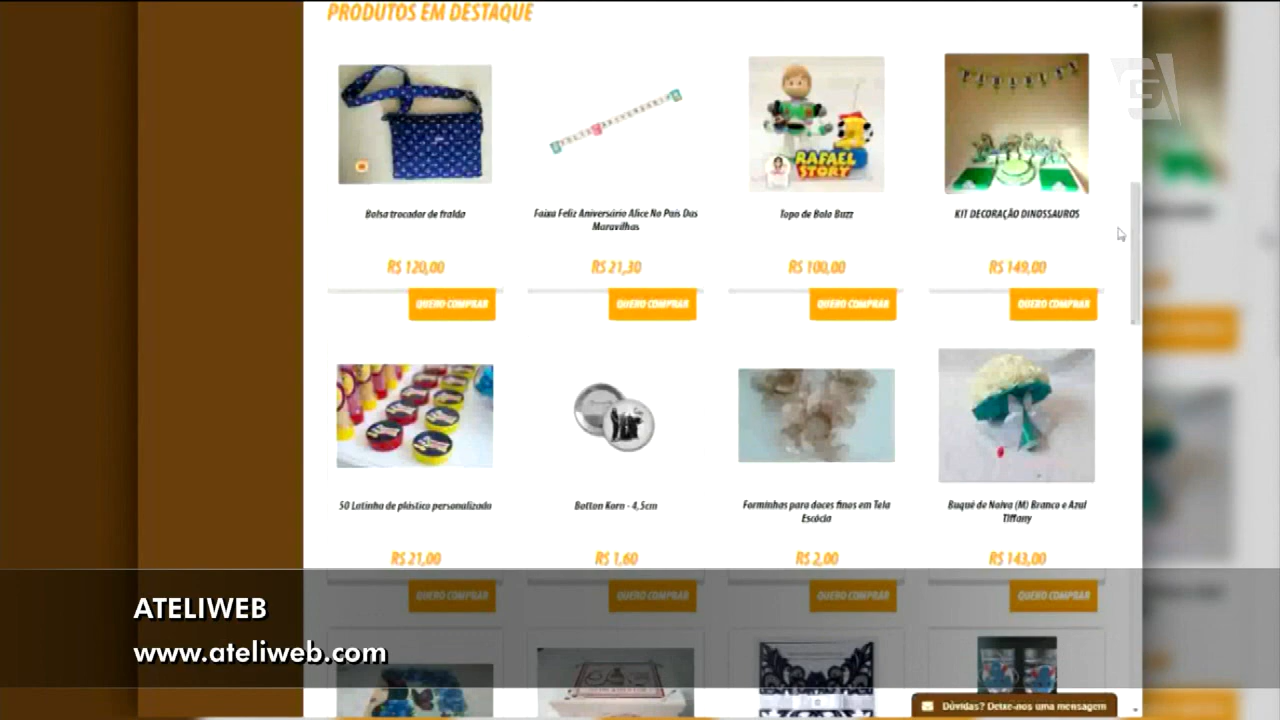 PRODUTOS EM DESTAQUE
RAFAEL
STORY
Bolsa trocador de fralda
Faixa Feliz Aniversário Alice No País Das
Maravilhas
Topo de Bolo Buzz
KIT DECORAÇÃO DINOSSAUROS
R$ 120,00
R$ 21,30
R$ 100,00
R$ 149,00
QUERO COMPRAR
QUERO COMPRAR
QUERO COMPRAR
QUERO COMPRAR
50 Latinha de plástico personalizada
Botton Korn - 4,5cm
Forminhas para doces finos em Tela
Escócia
Buquê de Noiva (M) Branco e Azul
Tiffany
R$ 21,00
R$ 1,60
R$ 2,00
R$ 143,00
QUERO COMPRAR
QUERO COMPRAR
QUERO COMPRAR
QUERO COMPRAR
ATELIWEB
www.ateliweb.com
Dúvidas? Deixe-nos uma mensagem